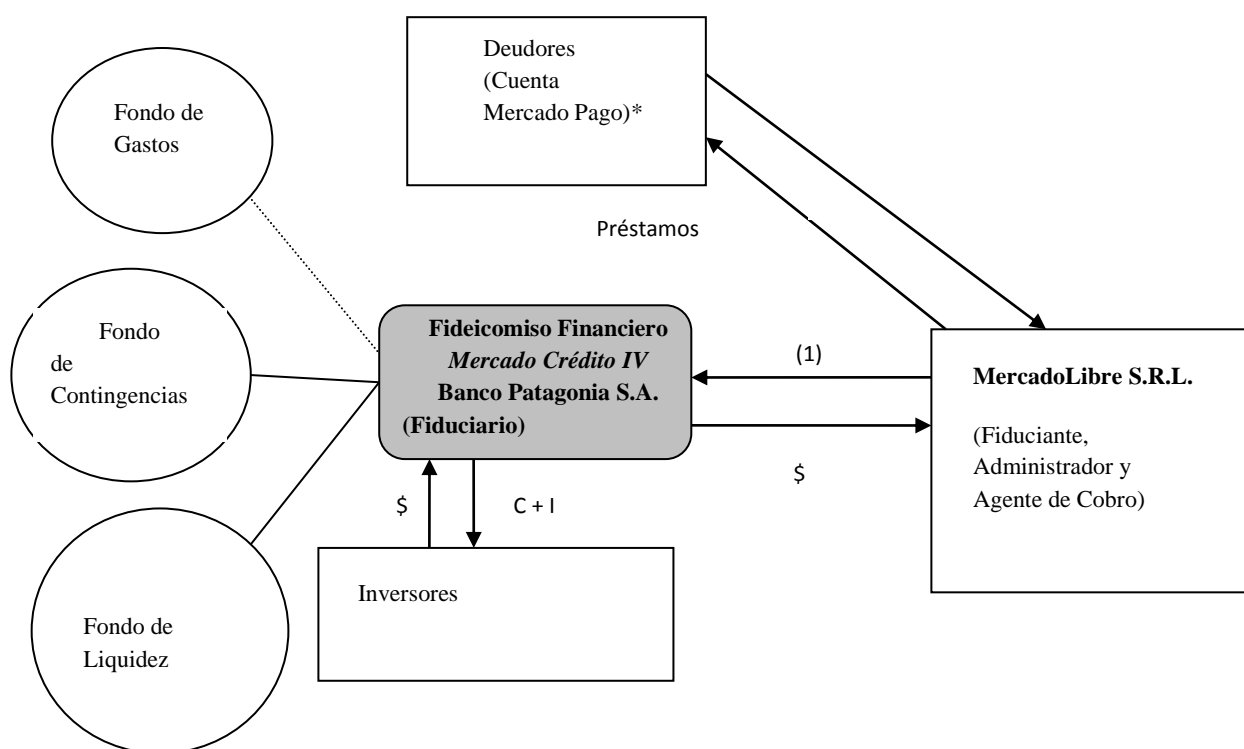 Deudores
(Cuenta
Mercado Pago)*
Fondo de
Gastos
Préstamos
Fondo
de
Contingencias
Fideicomiso Financiero
Mercado Crédito IV
Banco Patagonia S.A.
(Fiduciario)
(1)
$
MercadoLibre S.R.L.
(Fiduciante,
Administrador y
Agente de Cobro)
$
C + I
Inversores
Fondo de
Liquidez